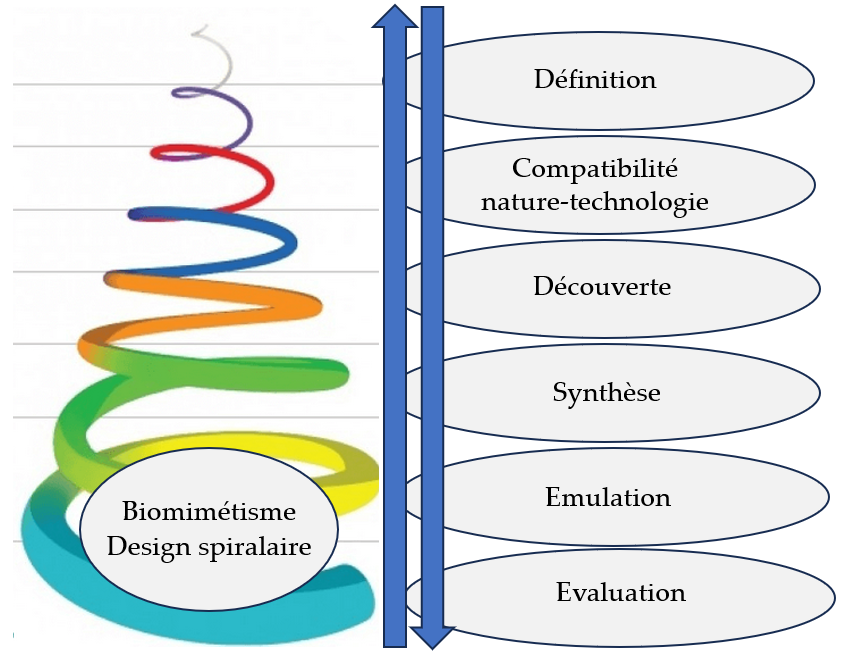 Définition
Compatibilité
nature-technologie
Découverte
Synthèse
Emulation
Evaluation
Biomimétisme
Design spiralaire